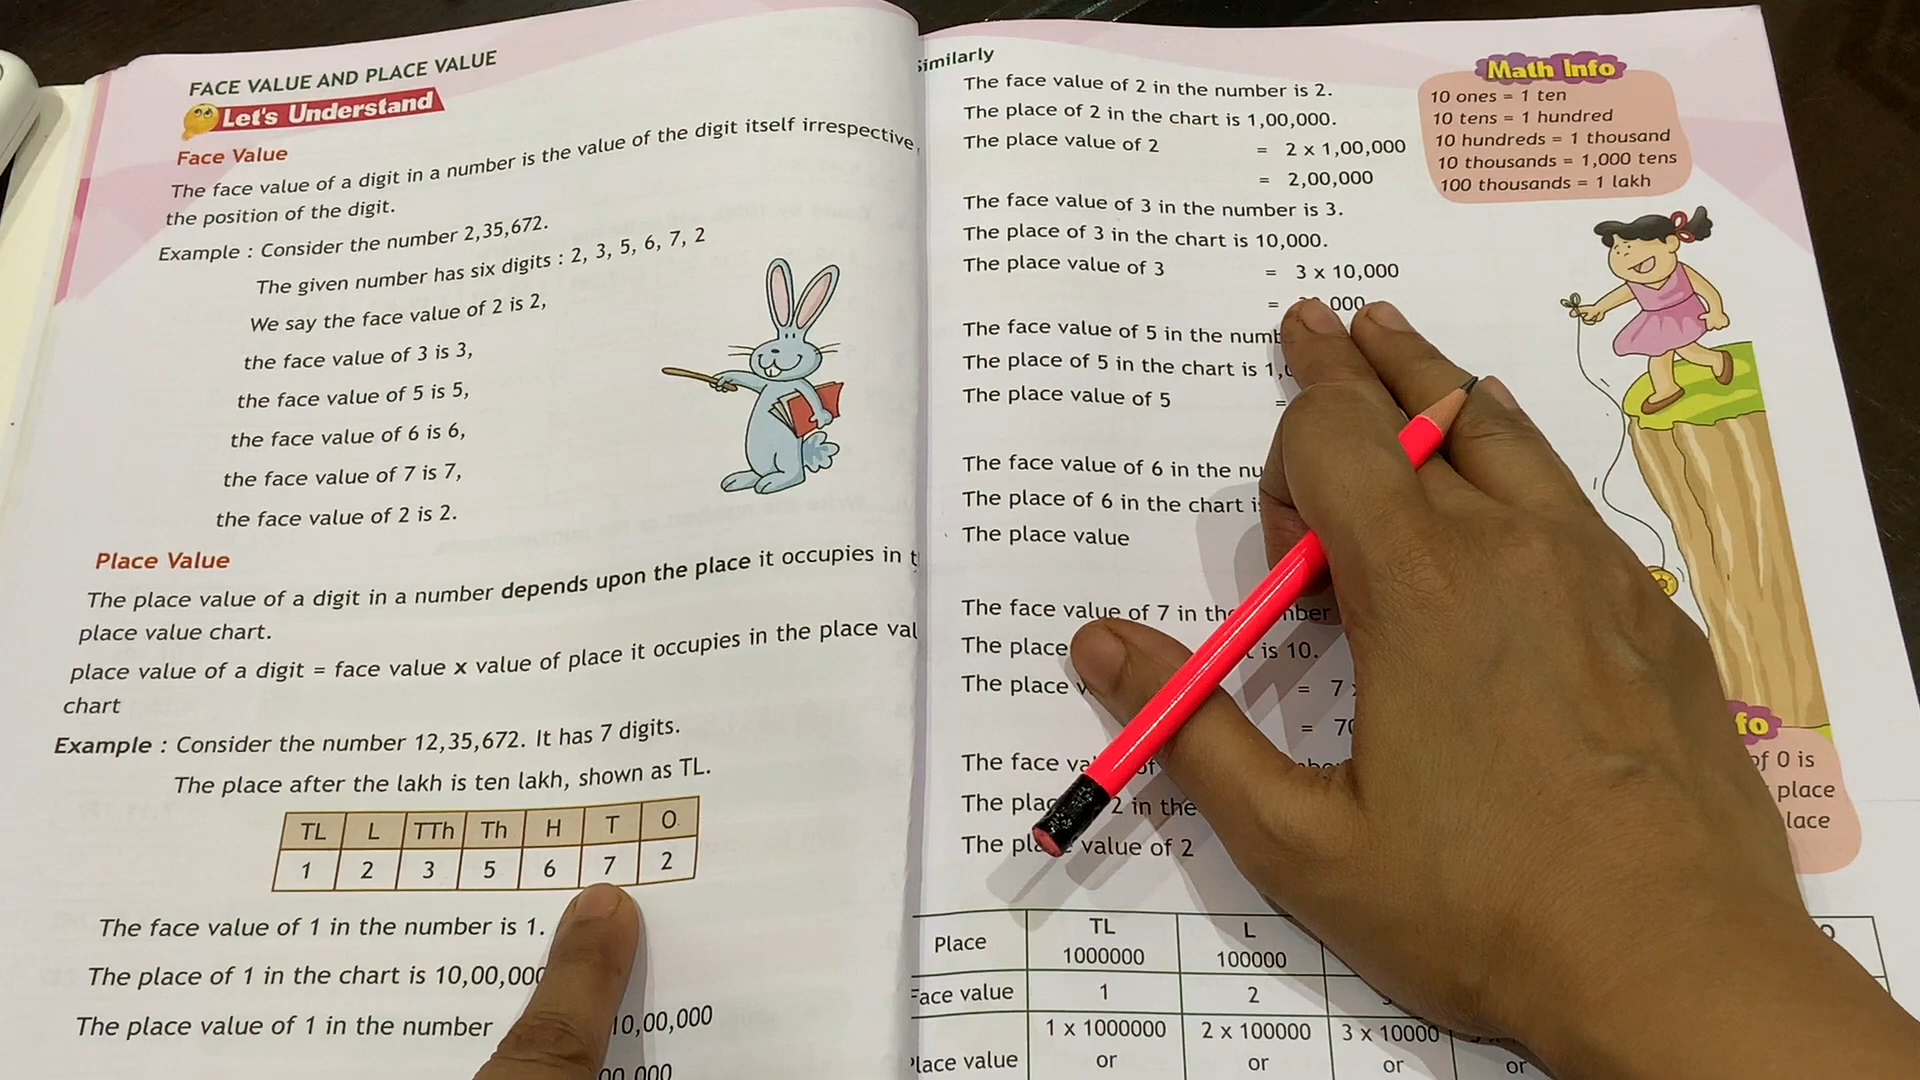 FACE VALUE AND PLACE VALUE
Let's Understand
Face Value
The face value of a digit in a number is the value of the digit itself irrespective
the position of the digit.
Example : Consider the number 2,35,672.
The given number has six digits : 2, 3, 5, 6, 7, 2
We say the face value of 2 is 2,
the face value of 3 is 3,
the face value of 5 is 5,
the face value of 6 is 6,
the face value of 7 is 7,
the face value of 2 is 2.
Place Value
The place value of a digit in a number depends upon the place it occupies in
place value chart.
place value of a digit = face value x value of place it occupies in the place val
chart
Example : Consider the number 12,35,672. It has 7 digits.
The place after the lakh is ten lakh, shown as TL.
TL L TTh Th H T O
1 2 3 5 6 7 2
The face value of 1 in the number is 1.
The place of 1 in the chart is 10,00,000
The place value of 1 in the number 10,00,000
00,000
Similarly
The face value of 2 in the number is 2.
The place of 2 in the chart is 1,00,000.
The place value of 2 = 2 x 1,00,000
= 2,00,000
The face value of 3 in the number is 3.
The place of 3 in the chart is 10,000.
The place value of 3 = 3 x 10,000
= 000
The face value of 5 in the numb
The place of 5 in the chart is 1,
The place value of 5 =
The face value of 6 in the nu
The place of 6 in the chart
The place value
The face value of 7 in the
The place is 10.
The place = 7
= 70
The face of
The 2 in the
The value of 2
Place TL L
1000000 100000
Face value 1 2
1 x 1000000 2 x 100000 3 x 10000
Place value or or or or
Math Info
10 ones = 1 ten
10 tens = 1 hundred
10 hundreds = 1 thousand
10 thousands = 1,000 tens
100 thousands = 1 lakh
fo
of 0 is
place
lace